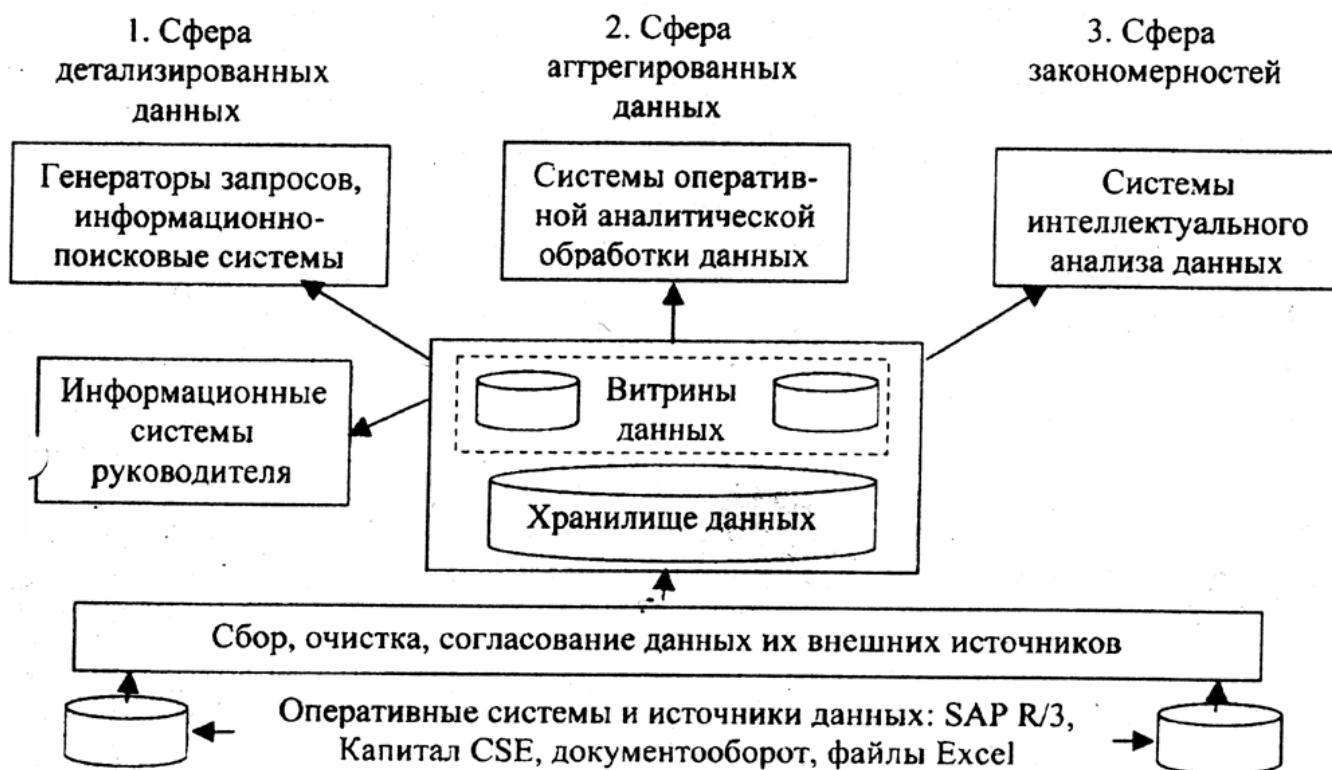 1. Сфера
детализированных
данных
2. Сфера
аггрегированных
данных
3. Сфера
закономерностей
Генераторы запросов,
информационно-
поисковые системы
Системы оператив-
ной аналитической
обработки данных
Системы
интеллектуального
анализа данных
Информационные
системы
руководителя
Витрины
данных
Хранилище данных
Сбор, очистка, согласование данных их внешних источников
Оперативные системы и источники данных: SAP R/3,
Капитал CSE, документооборот, файлы Excel